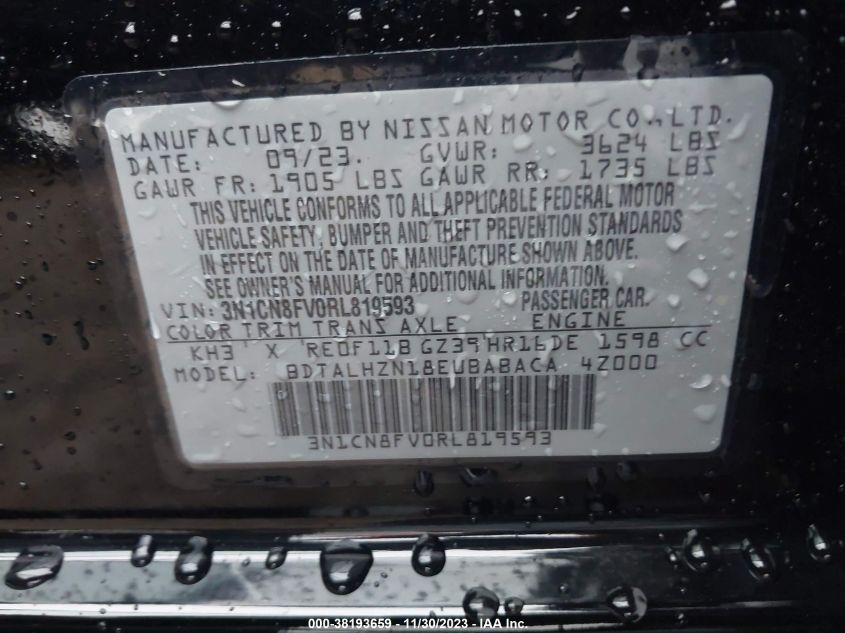 MANUFACTURED BY NISSAN MOTOR CO., LTD.
DATE: 09/23. GVWR: 3624 LBS
GAWR FR: 1905 LBS GAWR RR: 1735 LBS
THIS VEHICLE CONFORMS TO ALL APPLICABLE FEDERAL MOTOR
VEHICLE SAFETY, BUMPER AND THEFT PREVENTION STANDARDS
IN EFFECT ON THE DATE OF MANUFACTURE SHOWN ABOVE.
SEE OWNER'S MANUAL FOR ADDITIONAL INFORMATION.
VIN: 3N1CN8FV0RL819593 PASSENGER CAR.
COLOR TRIM TRANS AXLE ENGINE
KH3 X RE0F11B GZ39 HR16DE 1598 CC
MODEL: BDTALHZN18EUBABACA 4Z000
3N1CN8FV0RL819593
000-38193659 - 11/30/2023 - IAA Inc.